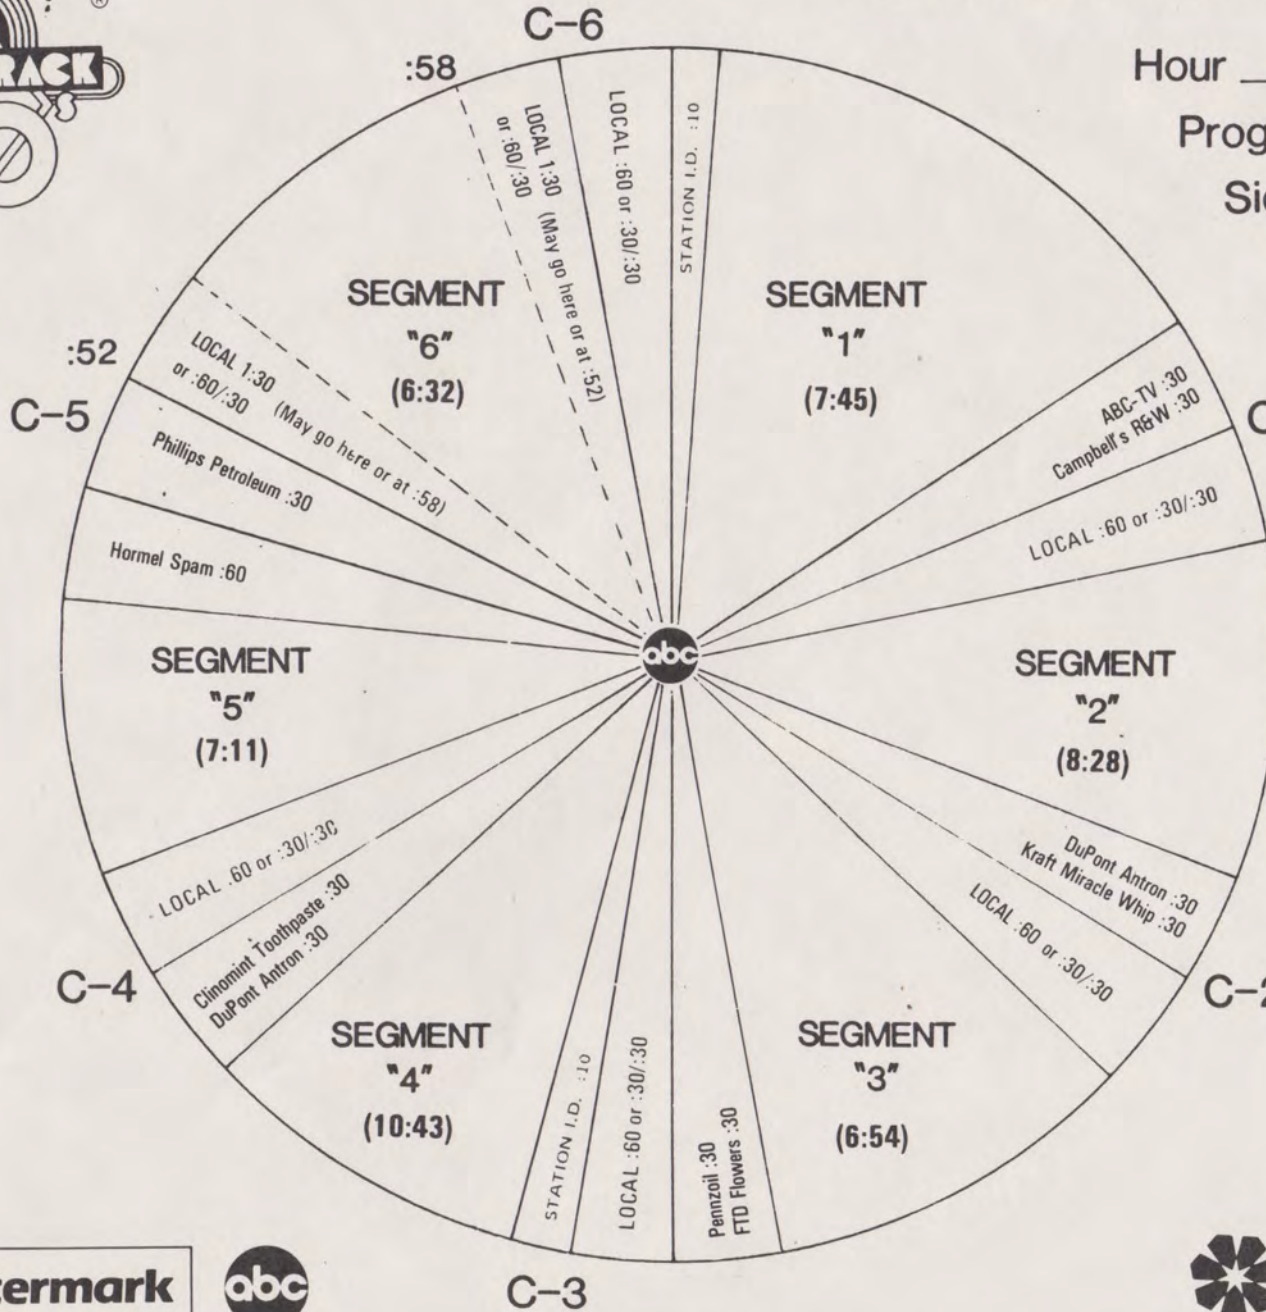 RACK
®
C-6
:58
Hour
LOCAL 1:30 (May go here or at :52)
or :60/:30
LOCAL :60 or :30/:30
STATION I.D. :10
SEGMENT
"1"
(7:45)
ABC-TV :30
Campbell's R&W :30
LOCAL :60 or :30/:30
SEGMENT
"2"
(8:28)
DuPont Antron :30
Kraft Miracle Whip :30
C-2
LOCAL :60 or :30/:30
SEGMENT
"3"
(6:54)
Pennzoil :30
FTD Flowers :30
C-3
LOCAL :60 or :30/:30
STATION I.D. :10
SEGMENT
"4"
(10:43)
Clinomint Toothpaste :30
DuPont Antron :30
C-4
LOCAL :60 or :30/:30
SEGMENT
"5"
(7:11)
Hormel Spam :60
Phillips Petroleum :30
C-5
:52
LOCAL 1:30 (May go here or at :58)
or :60/:30
SEGMENT
"6"
(6:32)
abc
termark
abc